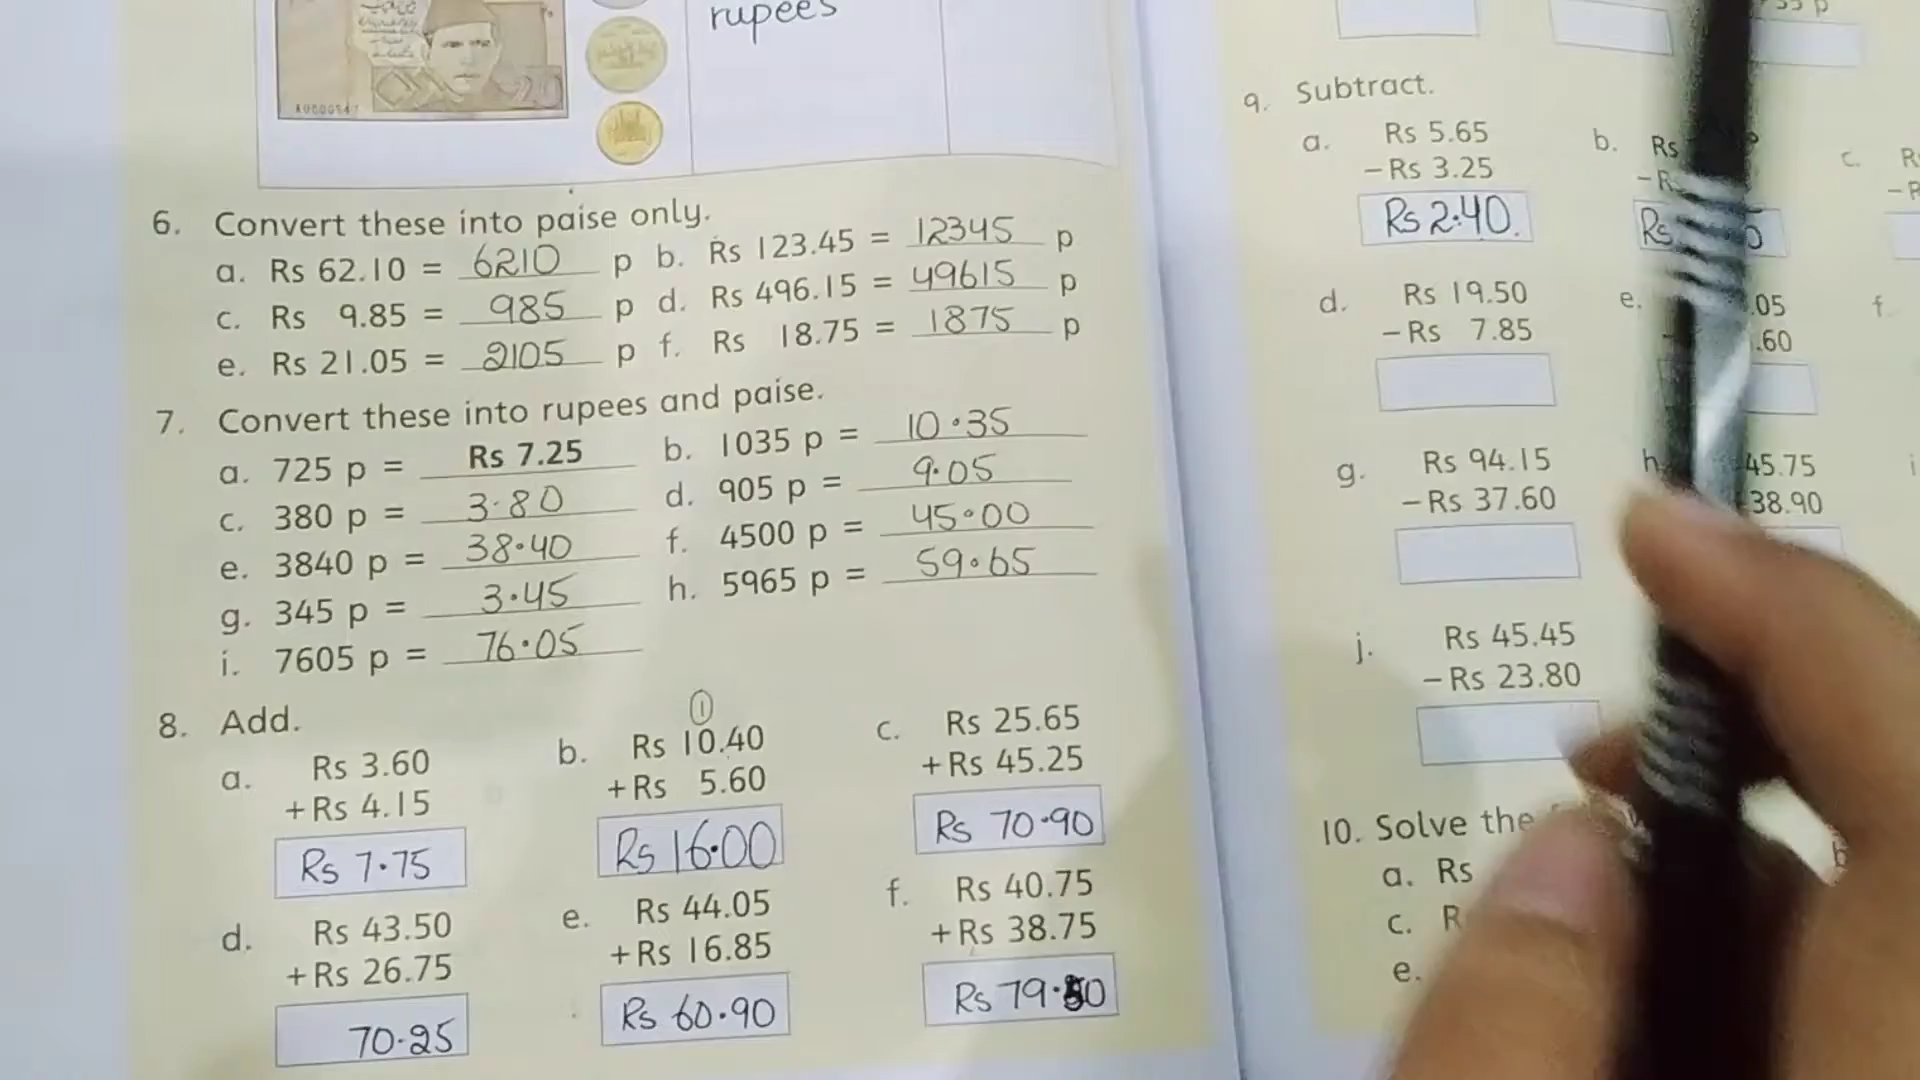 rupees
A0000547
6. Convert these into paise only.
a. Rs 62.10 = 6210 p b. Rs 123.45 = 12345 p
c. Rs 9.85 = 985 p d. Rs 496.15 = 49615 p
e. Rs 21.05 = 2105 p f. Rs 18.75 = 1875 p
7. Convert these into rupees and paise.
a. 725 p = Rs 7.25 b. 1035 p = 10.35
c. 380 p = 3.80 d. 905 p = 9.05
e. 3840 p = 38.40 f. 4500 p = 45.00
g. 345 p = 3.45 h. 5965 p = 59.65
i. 7605 p = 76.05
8. Add.
1
a. Rs 3.60 b. Rs 10.40 c. Rs 25.65
+Rs 4.15 +Rs 5.60 +Rs 45.25
Rs 7.75 Rs 16.00 Rs 70.90
d. Rs 43.50 e. Rs 44.05 f. Rs 40.75
+Rs 26.75 +Rs 16.85 +Rs 38.75
70.25 Rs 60.90 Rs 79.50
9. Subtract.
a. Rs 5.65 b. Rs c.
−Rs 3.25
Rs 2.40. Rs
d. Rs 19.50 e. .05 f.
−Rs 7.85 .60
g. Rs 94.15 h. 45.75 i
−Rs 37.60 38.90
j. Rs 45.45
−Rs 23.80
10. Solve the
a. Rs b
c. R
e.